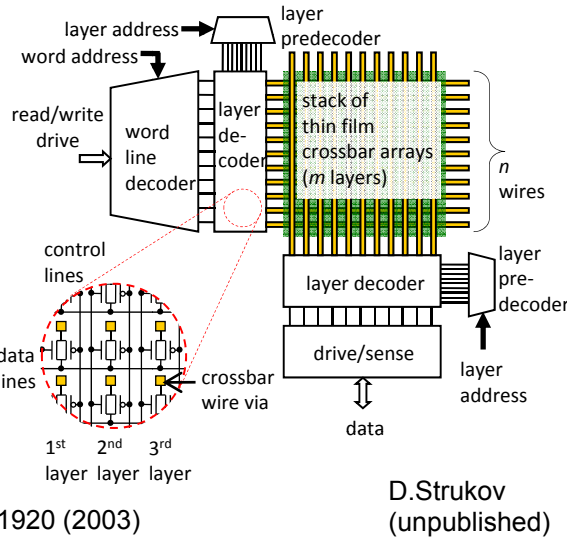 layer address
word address
read/write
drive
word
line
decoder
layer
de-
coder
layer
predecoder
stack of
thin film
crossbar arrays
(m layers)
n
wires
control
lines
data
lines
crossbar
wire via
1st 2nd 3rd
layer layer layer
layer decoder
drive/sense
data
layer
pre-
decoder
layer
address
1920 (2003)
D.Strukov
(unpublished)